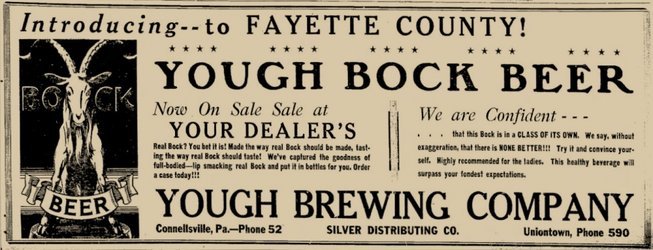 Introducing--to FAYETTE COUNTY!
YOUGH BOCK BEER
BOCK
BEER
Now On Sale Sale at
YOUR DEALER'S
Real Bock? You bet it is! Made the way real Bock should be made, tast-
ing the way real Bock should taste! We've captured the goodness of
full-bodied—lip smacking real Bock and put it in bottles for you. Order
a case today!!!
We are Confident ---
. . . . that this Bock is in a CLASS OF ITS OWN. We say, without
exaggeration, that there is NONE BETTER!!! Try it and convince your-
self. Highly recommended for the ladies. This healthy beverage will
surpass your fondest expectations.
YOUGH BREWING COMPANY
Connellsville, Pa.—Phone 52 SILVER DISTRIBUTING CO. Uniontown, Phone 590